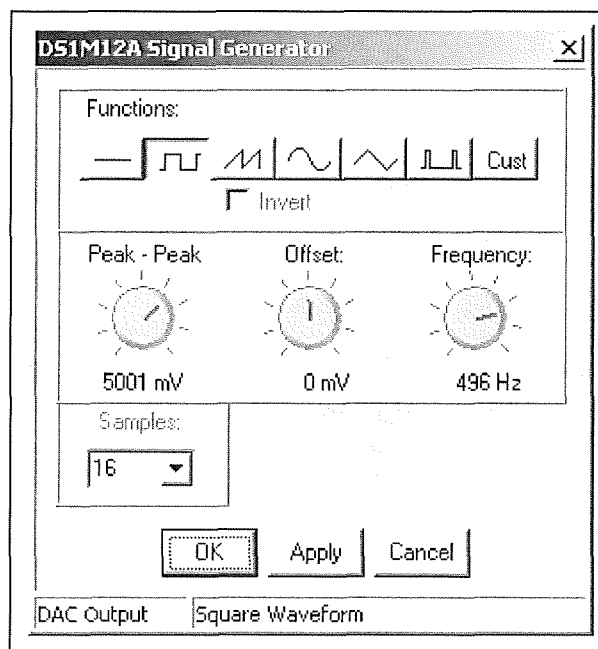 DS1M12A Signal Generator
Functions:
Cust
Invert
Peak - Peak
Offset:
Frequency:
5001 mV
0 mV
496 Hz
Samples:
16
OK
Apply
Cancel
DAC Output
Square Waveform